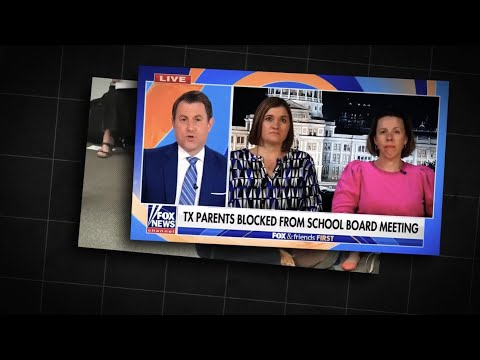 LIVE
FOX
NEWS
channel
TX PARENTS BLOCKED FROM SCHOOL BOARD MEETING
FOX & friends FIRST